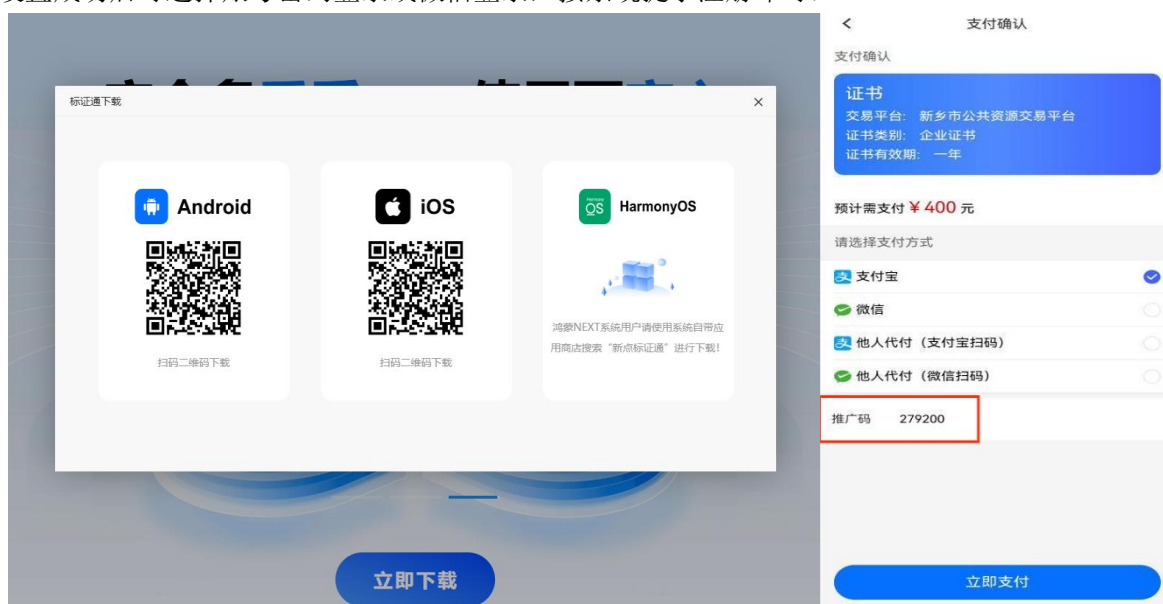 标证通下载
Android
扫码二维码下载
iOS
扫码二维码下载
HarmonyOS
HarmonyOS
鸿蒙NEXT系统用户请使用系统自带应
用商店搜索“新点标证通”进行下载!
立即下载
支付确认
支付确认
证书
交易平台: 新乡市公共资源交易平台
证书类别: 企业证书
证书有效期: 一年
预计需支付 ¥ 400 元
请选择支付方式
支付宝
微信
他人代付(支付宝扫码)
他人代付(微信扫码)
推广码 279200
立即支付